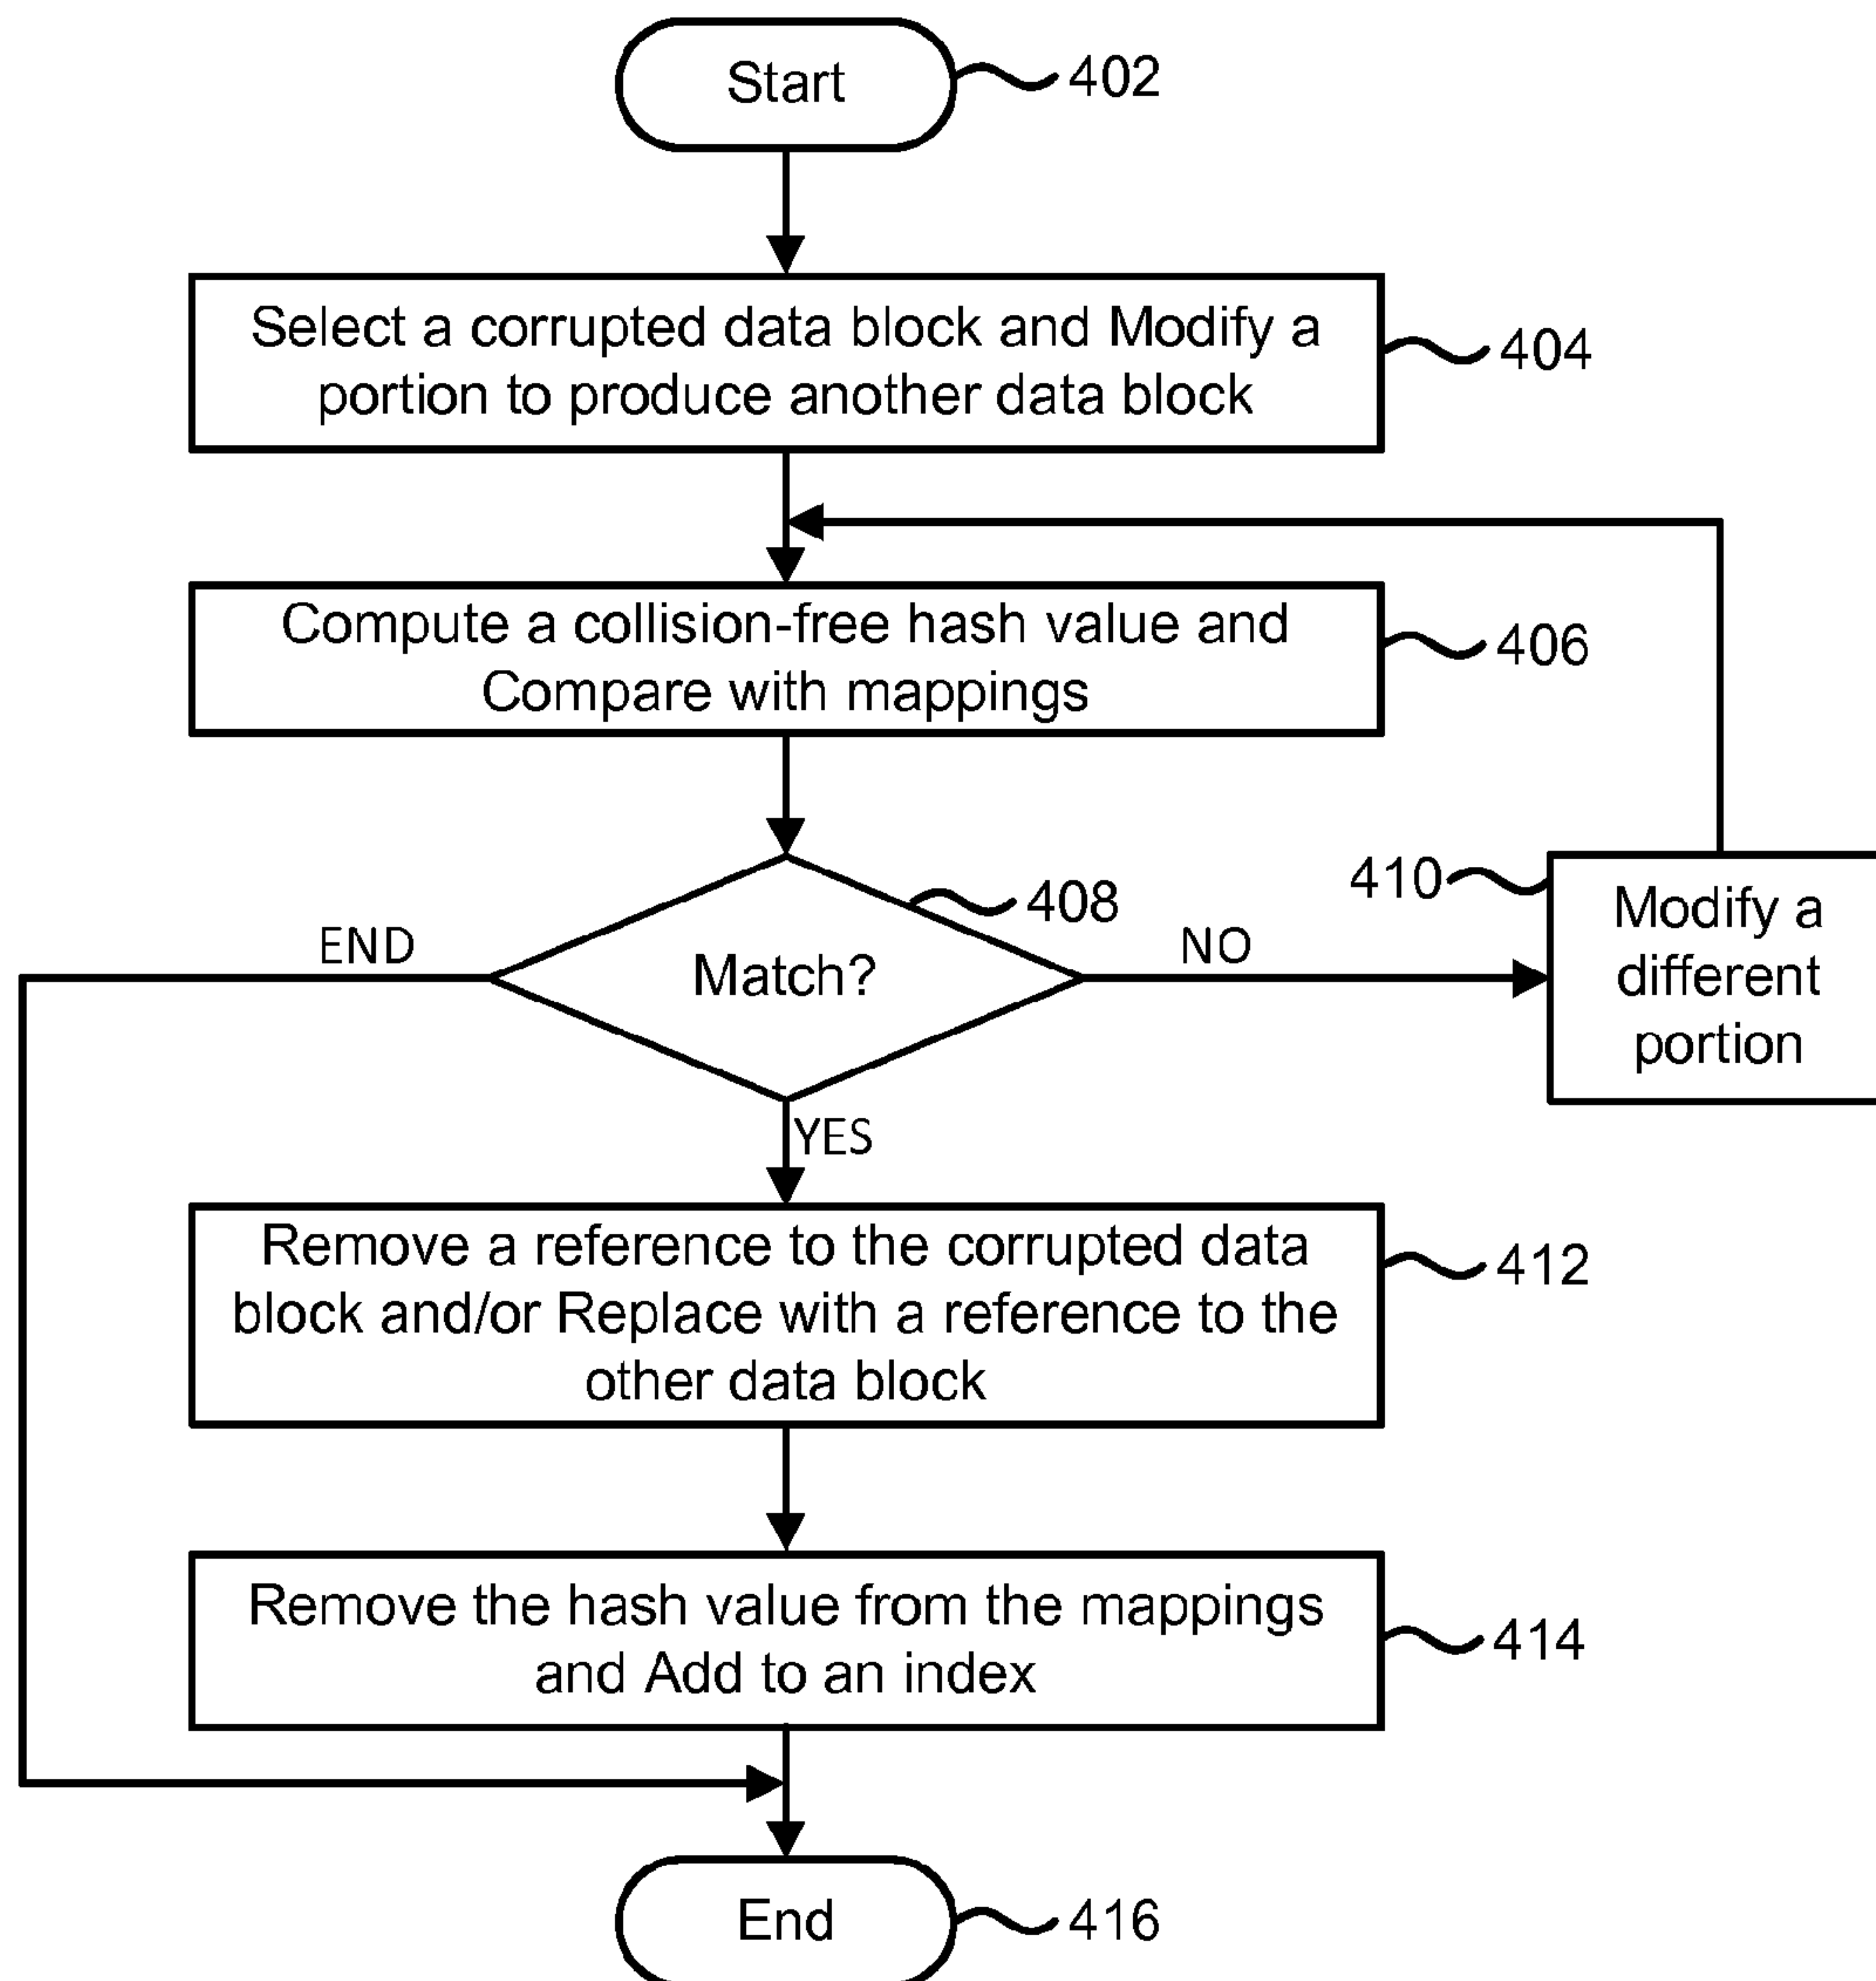 Start
402
Select a corrupted data block and Modify a
portion to produce another data block
404
Compute a collision-free hash value and
Compare with mappings
406
408
410
Modify a
different
portion
END
Match?
NO
YES
Remove a reference to the corrupted data
block and/or Replace with a reference to the
other data block
412
Remove the hash value from the mappings
and Add to an index
414
End
416